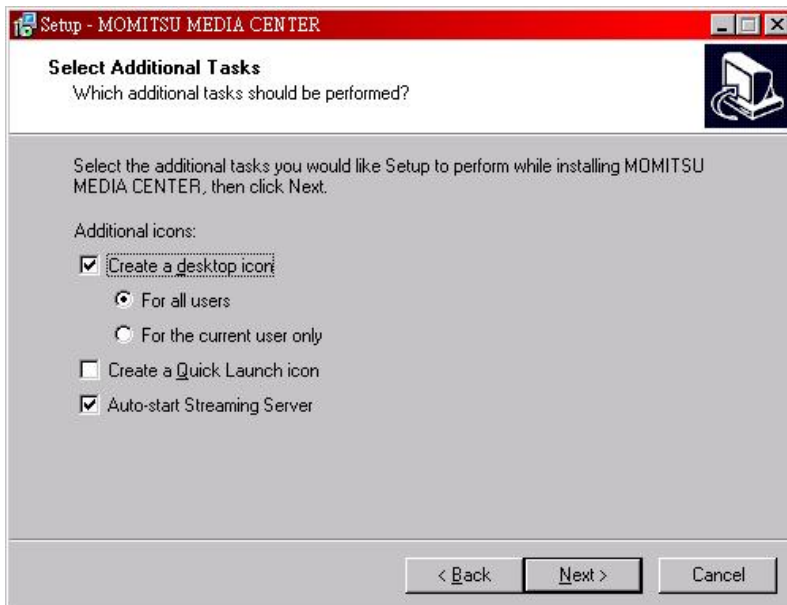 Setup - MOMITSU MEDIA CENTER
Select Additional Tasks
Which additional tasks should be performed?
Select the additional tasks you would like Setup to perform while installing MOMITSU
MEDIA CENTER, then click Next.
Additional icons:
Create a desktop icon
For all users
For the current user only
Create a Quick Launch icon
Auto-start Streaming Server
< Back Next > Cancel